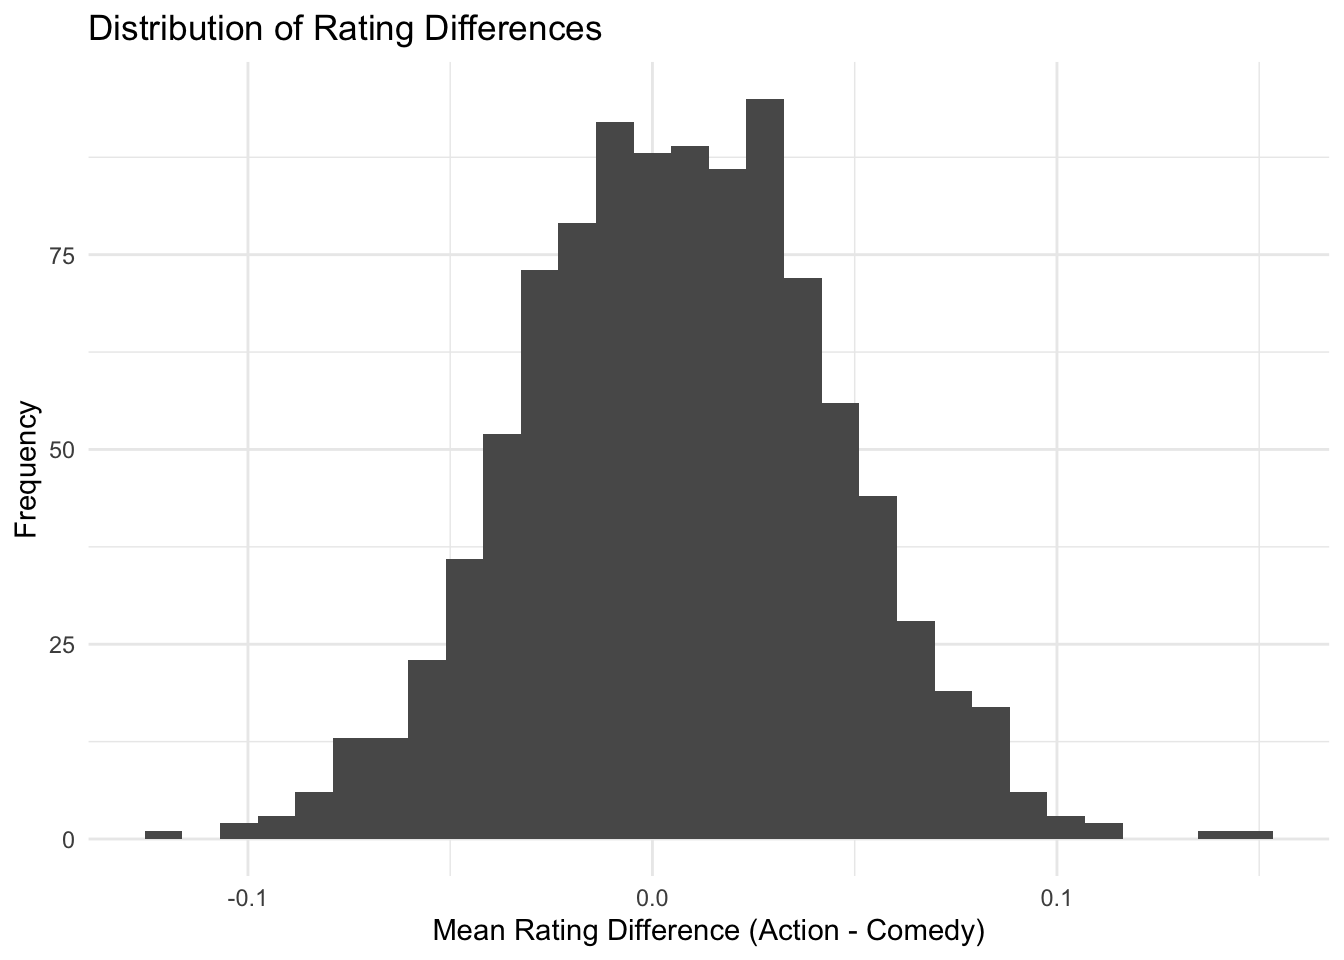 Distribution of Rating Differences
75
50
25
0
Frequency
-0.1
0.0
0.1
Mean Rating Difference (Action - Comedy)